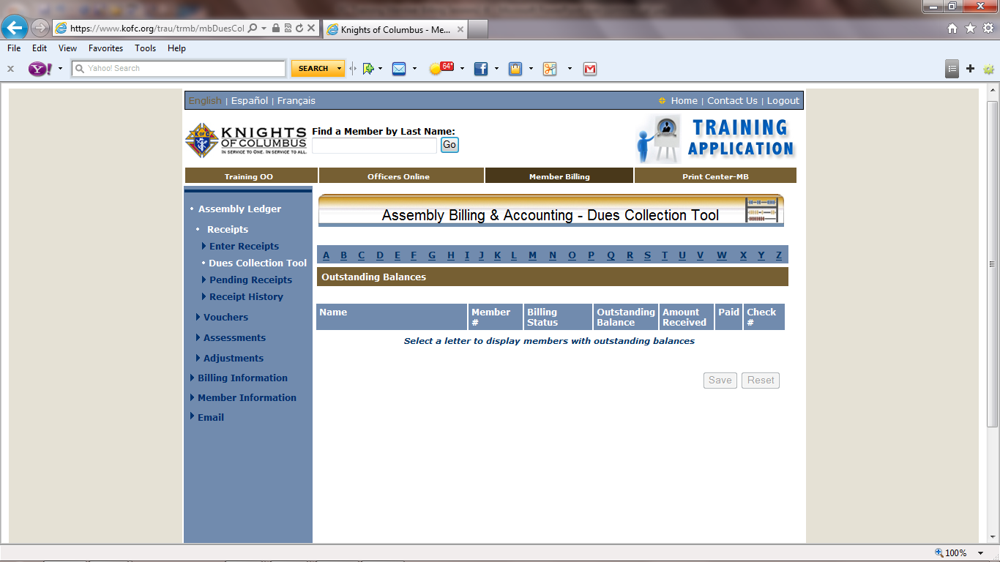 https://www.kofc.org/trau/trmb/mbDuesCol
Knights of Columbus - Me...
File Edit View Favorites Tools Help
Yahoo! Search
SEARCH
64°
English | Español | Français
Home | Contact Us | Logout
KNIGHTS
OF COLUMBUS
IN SERVICE TO ONE. IN SERVICE TO ALL.
Find a Member by Last Name:
Go
TRAINING
APPLICATION
Training OO
Officers Online
Member Billing
Print Center-MB
Assembly Ledger
Receipts
Enter Receipts
Dues Collection Tool
Pending Receipts
Receipt History
Vouchers
Assessments
Adjustments
Billing Information
Member Information
Email
Assembly Billing & Accounting - Dues Collection Tool
A B C D E F G H I J K L M N O P Q R S T U V W X Y Z
Outstanding Balances
Name
Member
#
Billing
Status
Outstanding
Balance
Amount
Received
Paid
Check
#
Select a letter to display members with outstanding balances
Save
Reset
100%